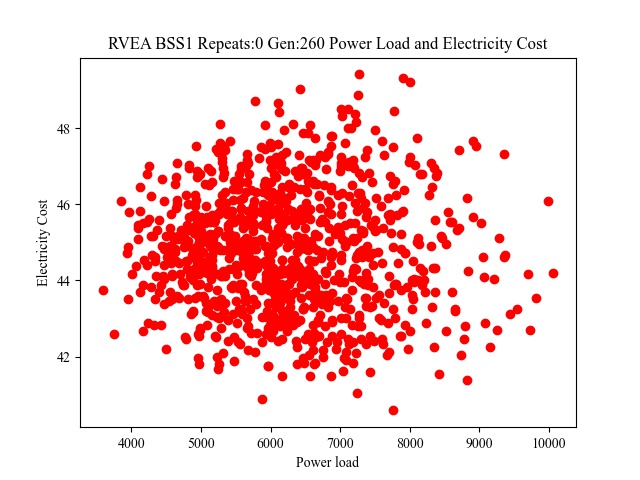 RVEA BSS1 Repeats:0 Gen:260 Power Load and Electricity Cost
48
46
44
42
Electricity Cost
4000 5000 6000 7000 8000 9000 10000
Power load